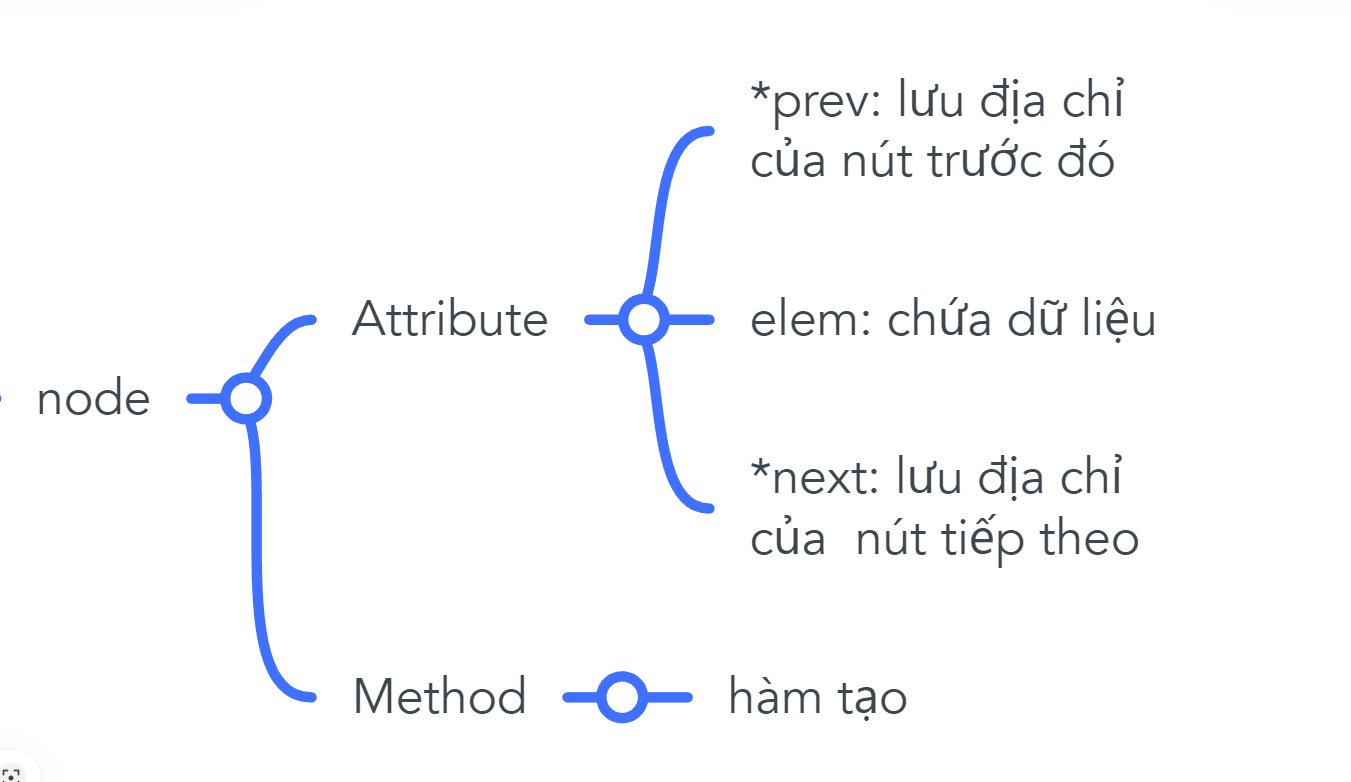 *prev: lưu địa chỉ
của nút trước đó
Attribute
elem: chứa dữ liệu
node
*next: lưu địa chỉ
của  nút tiếp theo
Method
hàm tạo